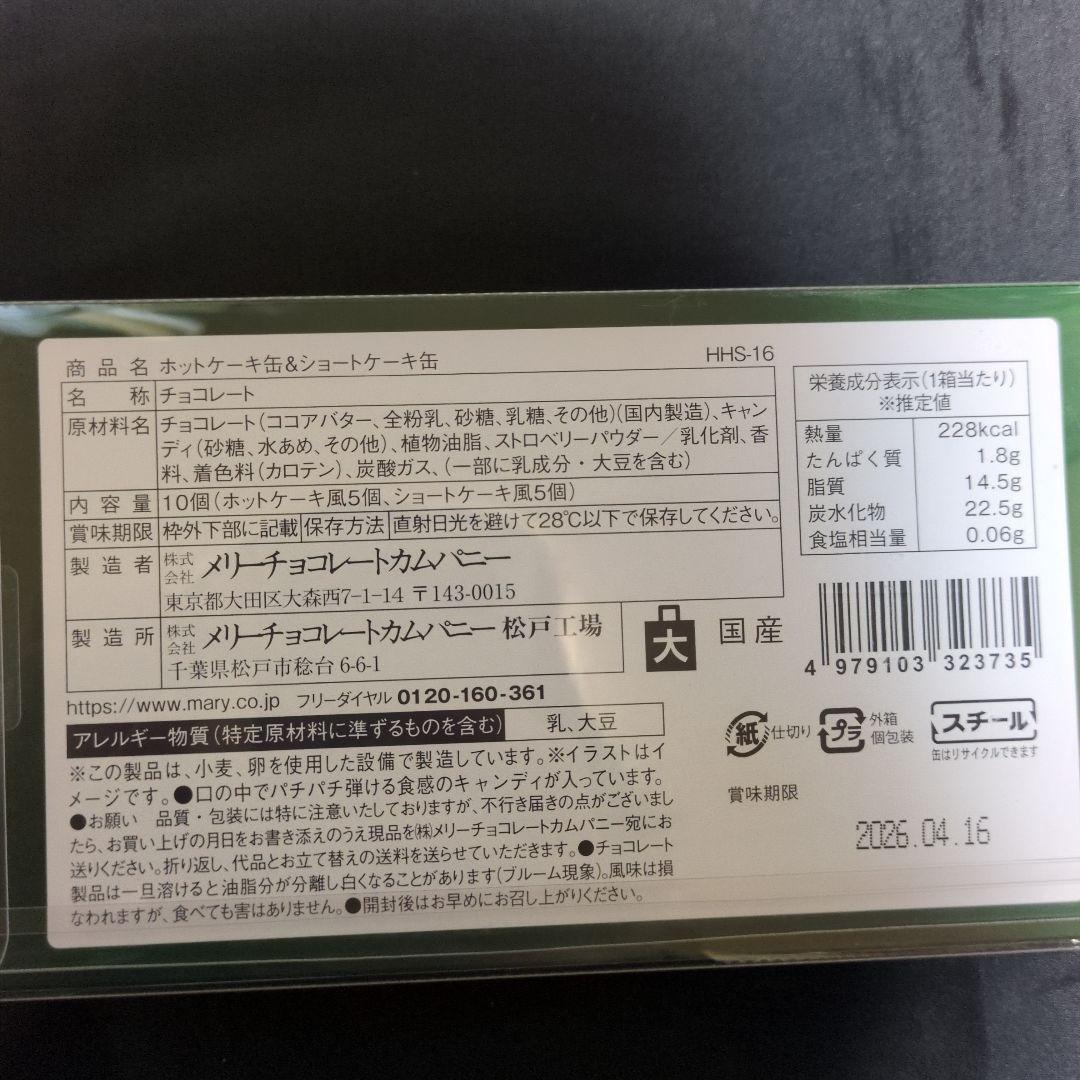 商品名 ホットケーキ缶&ショートケーキ缶 HHS-16
名称 チョコレート
原材料名 チョコレート(ココアバター、全粉乳、砂糖、乳糖、その他)(国内製造)、キャン
ディ(砂糖、水あめ、その他)、植物油脂、ストロベリーパウダー/乳化剤、香
料、着色料(カロテン)、炭酸ガス、(一部に乳成分・大豆を含む)
内容量 10個(ホットケーキ風5個、ショートケーキ風5個)
賞味期限 枠外下部に記載 保存方法 直射日光を避けて28℃以下で保存してください。
製造者 株式会社 メリーチョコレートカムパニー
東京都大田区大森西7-1-14 〒143-0015
製造所 株式会社 メリーチョコレートカムパニー 松戸工場
千葉県松戸市稔台6-6-1
大 国産
https://www.mary.co.jp フリーダイヤル 0120-160-361
アレルギー物質(特定原材料に準ずるものを含む) 乳、大豆
※この製品は、小麦、卵を使用した設備で製造しています。※イラストはイ
メージです。●口の中でパチパチ弾ける食感のキャンディが入っています。
●お願い 品質・包装には特に注意いたしておりますが、不行き届きの点がございまし
たら、お買い上げの月日をお書き添えのうえ現品を㈱メリーチョコレートカムパニー宛にお
送りください。折り返し、代品とお立て替えの送料を送らせていただきます。●チョコレート
製品は一旦溶けると油脂分が分離し白くなることがあります(ブルーム現象)。風味は損
なわれますが、食べても害はありません。●開封後はお早めにお召し上がりください。
栄養成分表示(1箱当たり)
※推定値
熱量 228kcal
たんぱく質 1.8g
脂質 14.5g
炭水化物 22.5g
食塩相当量 0.06g
4 979103 323735
紙 仕切り プラ 外箱
個包装
スチール
缶はリサイクルできます
賞味期限
2026.04.16